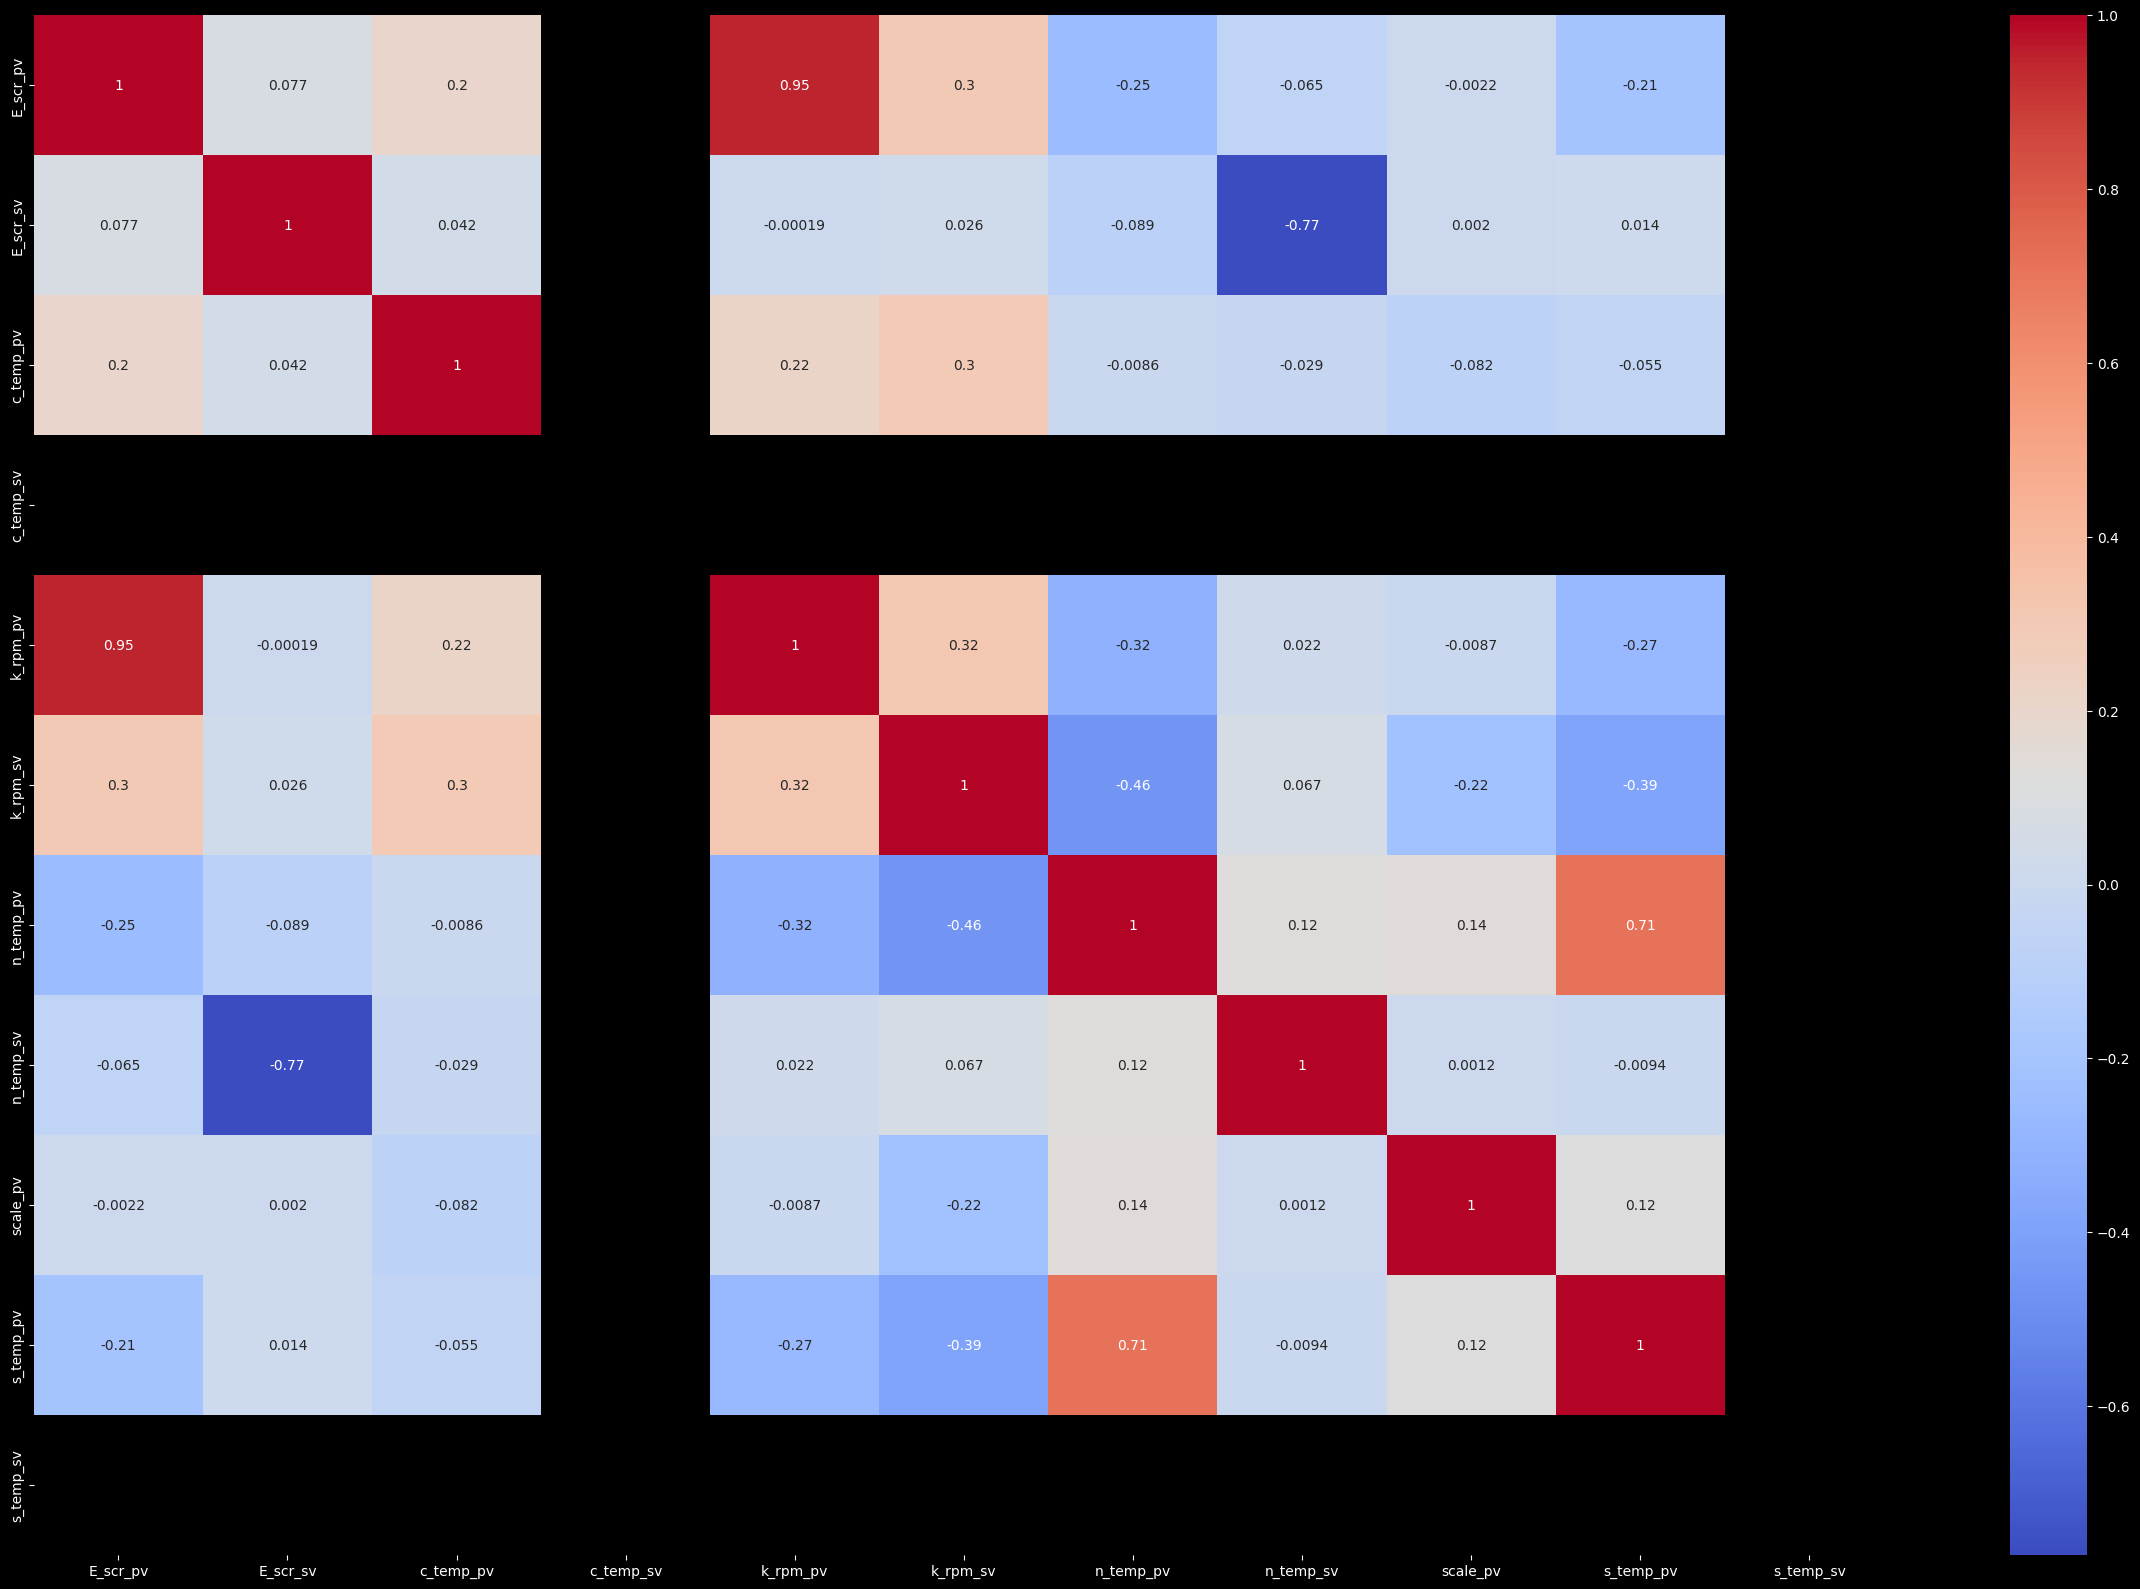 E_scr_pv 1 0.077 0.2 0.95 0.3 -0.25 -0.065 -0.0022 -0.21
E_scr_sv 0.077 1 0.042 -0.00019 0.026 -0.089 -0.77 0.002 0.014
c_temp_pv 0.2 0.042 1 0.22 0.3 -0.0086 -0.029 -0.082 -0.055
c_temp_sv
k_rpm_pv 0.95 -0.00019 0.22 1 0.32 -0.32 0.022 -0.0087 -0.27
k_rpm_sv 0.3 0.026 0.3 0.32 1 -0.46 0.067 -0.22 -0.39
n_temp_pv -0.25 -0.089 -0.0086 -0.32 -0.46 1 0.12 0.14 0.71
n_temp_sv -0.065 -0.77 -0.029 0.022 0.067 0.12 1 0.0012 -0.0094
scale_pv -0.0022 0.002 -0.082 -0.0087 -0.22 0.14 0.0012 1 0.12
s_temp_pv -0.21 0.014 -0.055 -0.27 -0.39 0.71 -0.0094 0.12 1
s_temp_sv
E_scr_pv E_scr_sv c_temp_pv c_temp_sv k_rpm_pv k_rpm_sv n_temp_pv n_temp_sv scale_pv s_temp_pv s_temp_sv
1.0
0.8
0.6
0.4
0.2
0.0
−0.2
−0.4
−0.6